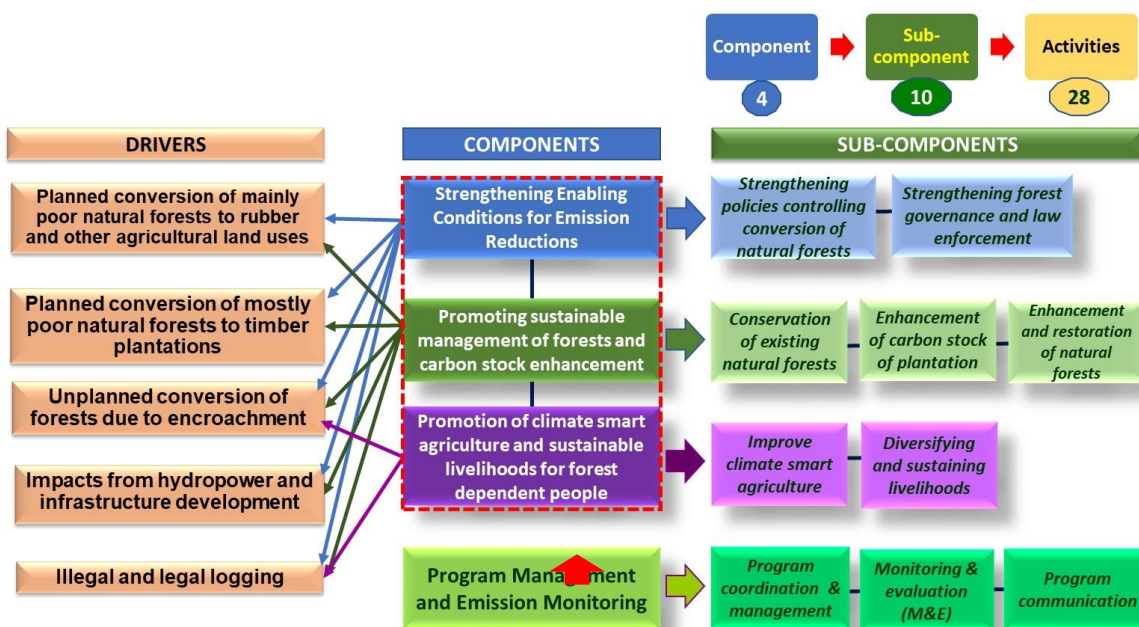 Component
4
Sub-
component
10
Activities
28
DRIVERS
COMPONENTS
SUB-COMPONENTS
Planned conversion of mainly
poor natural forests to rubber
and other agricultural land uses
Strengthening Enabling
Conditions for Emission
Reductions
Strengthening
policies controlling
conversion of
natural forests
Strengthening forest
governance and law
enforcement
Planned conversion of mostly
poor natural forests to timber
plantations
Promoting sustainable
management of forests and
carbon stock enhancement
Conservation
of existing
natural forests
Enhancement
of carbon stock
of plantation
Enhancement
and restoration
of natural
forests
Unplanned conversion of
forests due to encroachment
Promotion of climate smart
agriculture and sustainable
livelihoods for forest
dependent people
Improve
climate smart
agriculture
Diversifying
and sustaining
livelihoods
Impacts from hydropower and
infrastructure development
Illegal and legal logging
Program Management
and Emission Monitoring
Program
coordination &
management
Monitoring &
evaluation
(M&E)
Program
communication